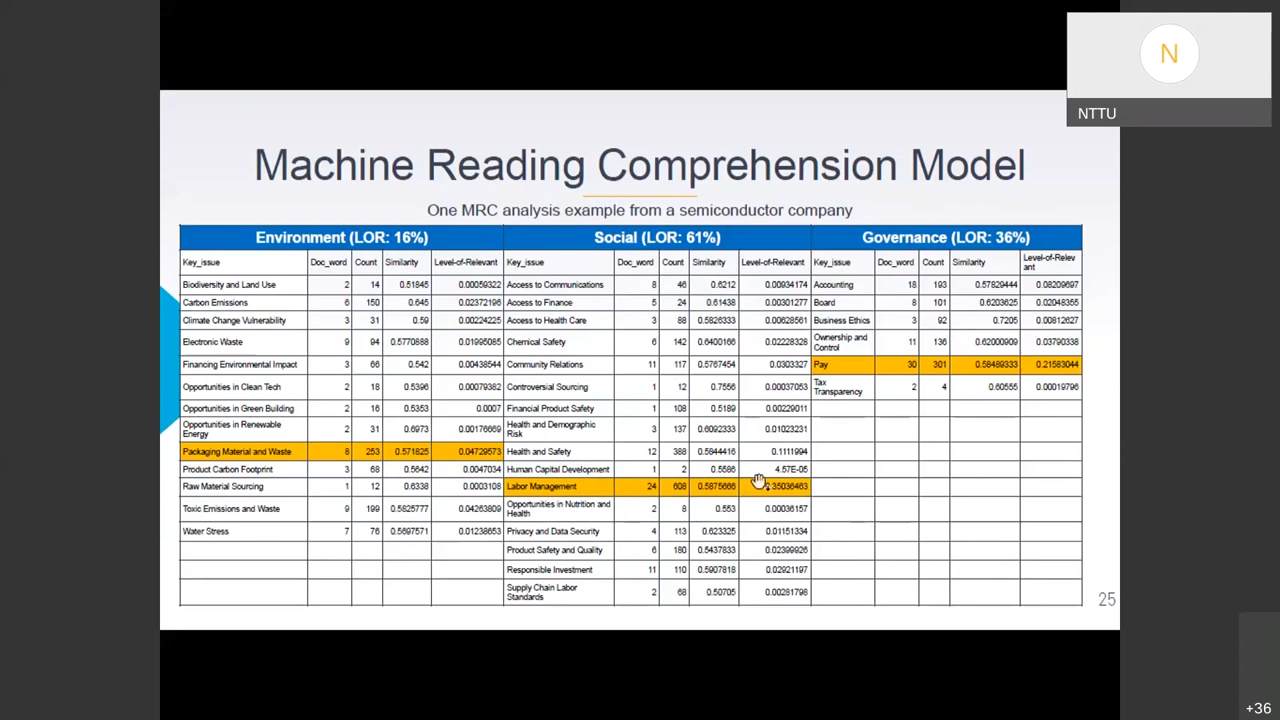 N
NTTU
Machine Reading Comprehension Model
One MRC analysis example from a semiconductor company
Environment (LOR: 16%) Social (LOR: 61%) Governance (LOR: 36%)
Key_issue Doc_word Count Similarity Level-of-Relevant Key_issue Doc_word Count Similarity Level-of-Relevant Key_issue Doc_word Count Similarity Level-of-Relev
ant
Biodiversity and Land Use 2 14 0.51845 0.00059322 Access to Communications 8 46 0.6212 0.00934174 Accounting 18 193 0.57829444 0.08209697
Carbon Emissions 6 150 0.645 0.02372196 Access to Finance 5 24 0.61438 0.00301277 Board 8 101 0.6203625 0.02048355
Climate Change Vulnerability 3 31 0.59 0.00224225 Access to Health Care 3 88 0.5826333 0.00628561 Business Ethics 3 92 0.7205 0.00812627
Electronic Waste 9 94 0.5770888 0.01995085 Chemical Safety 6 142 0.6400166 0.02228328 Ownership and
Control 11 136 0.62000909 0.03790338
Financing Environmental Impact 3 66 0.542 0.00438544 Community Relations 11 117 0.5767454 0.0303327 Pay 30 301 0.58489333 0.21583044
Opportunities in Clean Tech 2 18 0.5396 0.00079382 Controversial Sourcing 1 12 0.7556 0.00037053 Tax
Transparency 2 4 0.60555 0.00019796
Opportunities in Green Building 2 16 0.5353 0.0007 Financial Product Safety 1 108 0.5189 0.00229011
Opportunities in Renewable
Energy 2 31 0.6973 0.00176669 Health and Demographic
Risk 3 137 0.6092333 0.01023231
Packaging Material and Waste 8 253 0.571825 0.04729573 Health and Safety 12 388 0.5844416 0.1111994
Product Carbon Footprint 3 68 0.5642 0.0047034 Human Capital Development 1 2 0.5586 4.57E-05
Raw Material Sourcing 1 12 0.6338 0.0003108 Labor Management 24 608 0.5875666 35036463
Toxic Emissions and Waste 9 199 0.5825777 0.04263809 Opportunities in Nutrition and
Health 2 8 0.553 0.00036157
Water Stress 7 76 0.5697571 0.01238653 Privacy and Data Security 4 113 0.623325 0.01151334
Product Safety and Quality 6 180 0.5437833 0.02399926
Responsible Investment 11 110 0.5907818 0.02921197
Supply Chain Labor
Standards 2 68 0.50705 0.00281798
25
+36